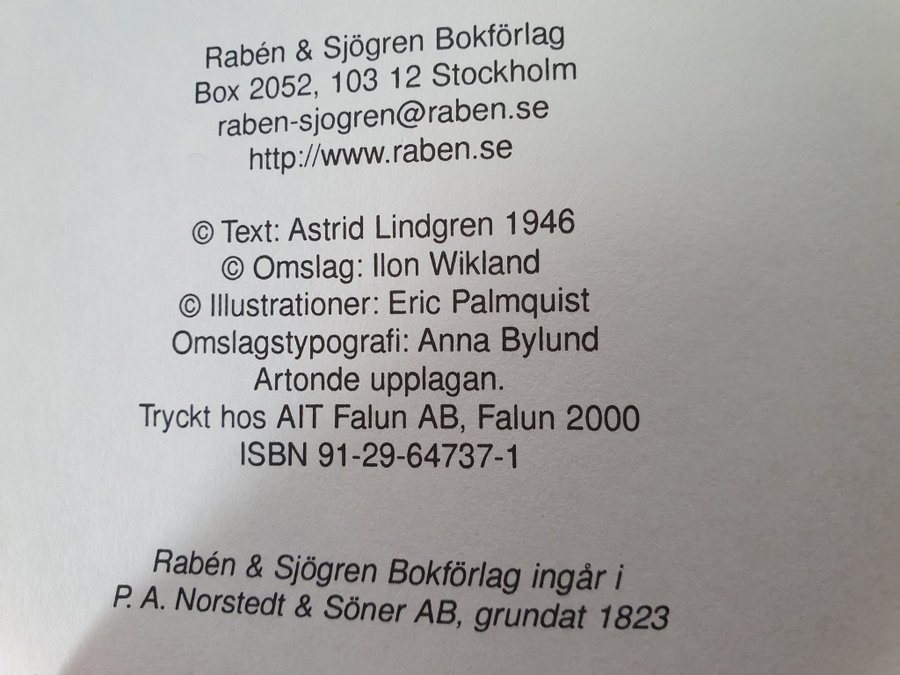 Rabén & Sjögren Bokförlag
Box 2052, 103 12 Stockholm
raben-sjogren@raben.se
http://www.raben.se
© Text: Astrid Lindgren 1946
© Omslag: Ilon Wikland
© Illustrationer: Eric Palmquist
Omslagstypografi: Anna Bylund
Artonde upplagan.
Tryckt hos AIT Falun AB, Falun 2000
ISBN 91-29-64737-1
Rabén & Sjögren Bokförlag ingår i
P. A. Norstedt & Söner AB, grundat 1823